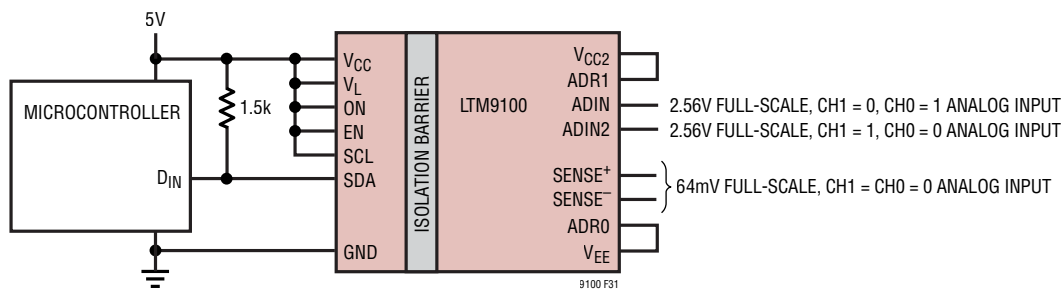 5V
MICROCONTROLLER
DIN
1.5k
VCC
VL
ON
EN
SCL
SDA
GND
ISOLATION BARRIER
LTM9100
VCC2
ADR1
ADIN
ADIN2
SENSE+
SENSE–
ADR0
VEE
2.56V FULL-SCALE, CH1 = 0, CH0 = 1 ANALOG INPUT
2.56V FULL-SCALE, CH1 = 1, CH0 = 0 ANALOG INPUT
64mV FULL-SCALE, CH1 = CH0 = 0 ANALOG INPUT
9100 F31